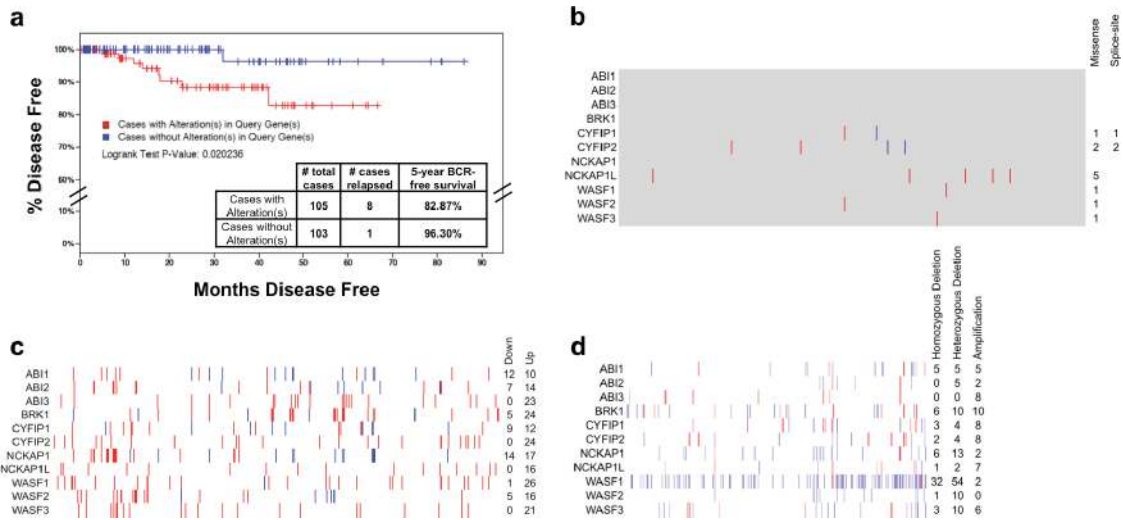 a
% Disease Free
100%
90%
80%
70%
60%
10%
0%
Cases with Alteration(s) in Query Gene(s)
Cases without Alteration(s) in Query Gene(s)
Logrank Test P-Value: 0.020236
# total cases # cases relapsed 5-year BCR-free survival
Cases with Alteration(s) 105 8 82.87%
Cases without Alteration(s) 103 1 96.30%
0 10 20 30 40 50 60 70 80 90
Months Disease Free
b
Missense Splice-site
ABI1
ABI2
ABI3
BRK1
CYFIP1 1 1
CYFIP2 2 2
NCKAP1
NCKAP1L 5
WASF1 1
WASF2 1
WASF3 1
c
Down Up
ABI1 12 10
ABI2 7 14
ABI3 0 23
BRK1 5 24
CYFIP1 9 12
CYFIP2 0 24
NCKAP1 14 17
NCKAP1L 0 16
WASF1 1 26
WASF2 5 16
WASF3 0 21
d
Homozygous Deletion Heterozygous Deletion Amplification
ABI1 5 5 5
ABI2 0 5 2
ABI3 0 0 8
BRK1 6 10 10
CYFIP1 3 4 8
CYFIP2 2 4 8
NCKAP1 6 13 2
NCKAP1L 1 2 7
WASF1 32 54 2
WASF2 1 10 0
WASF3 3 10 6